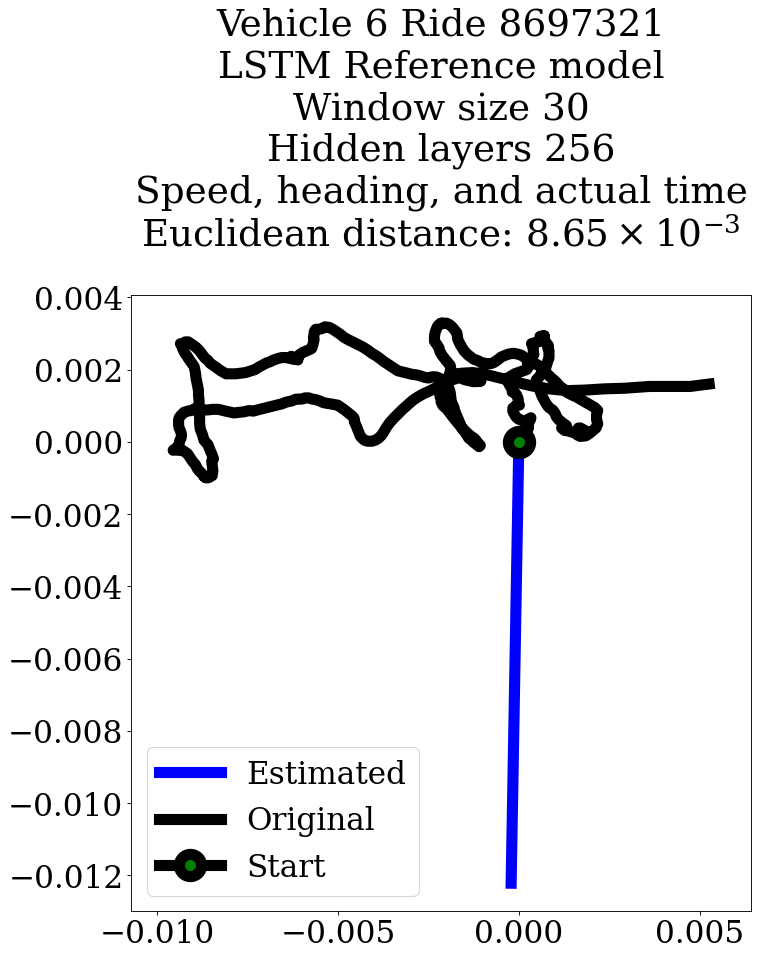 Vehicle 6 Ride 8697321
LSTM Reference model
Window size 30
Hidden layers 256
Speed, heading, and actual time
Euclidean distance: 8.65 × 10⁻³
0.004
0.002
0.000
−0.002
−0.004
−0.006
−0.008
−0.010
−0.012
Estimated
Original
Start
−0.010
−0.005
0.000
0.005